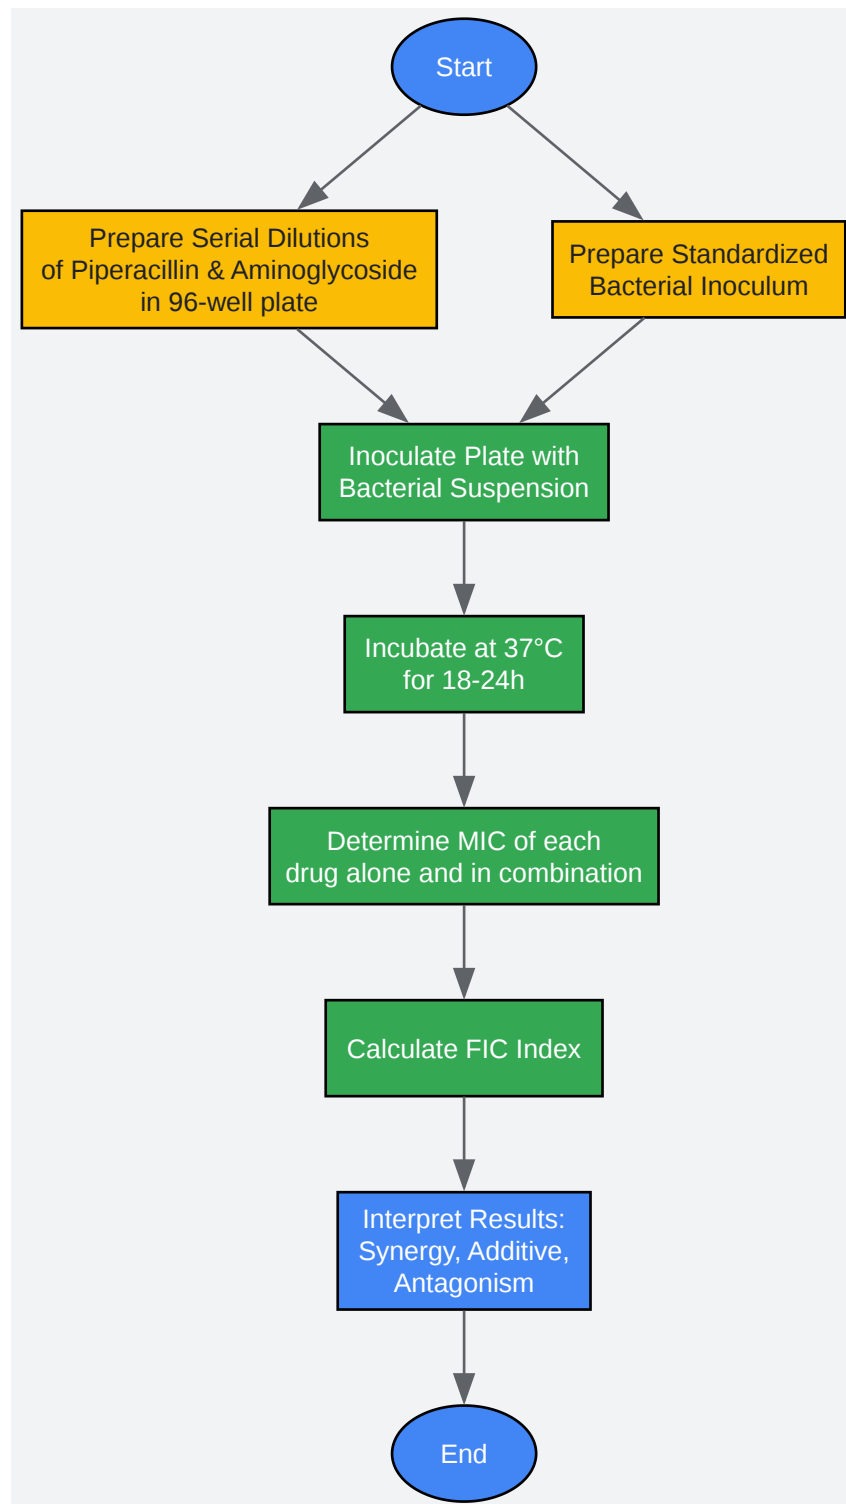 Start
Prepare Serial Dilutions
of Piperacillin & Aminoglycoside
in 96-well plate
Prepare Standardized
Bacterial Inoculum
Inoculate Plate with
Bacterial Suspension
Incubate at 37°C
for 18-24h
Determine MIC of each
drug alone and in combination
Calculate FIC Index
Interpret Results:
Synergy, Additive,
Antagonism
End